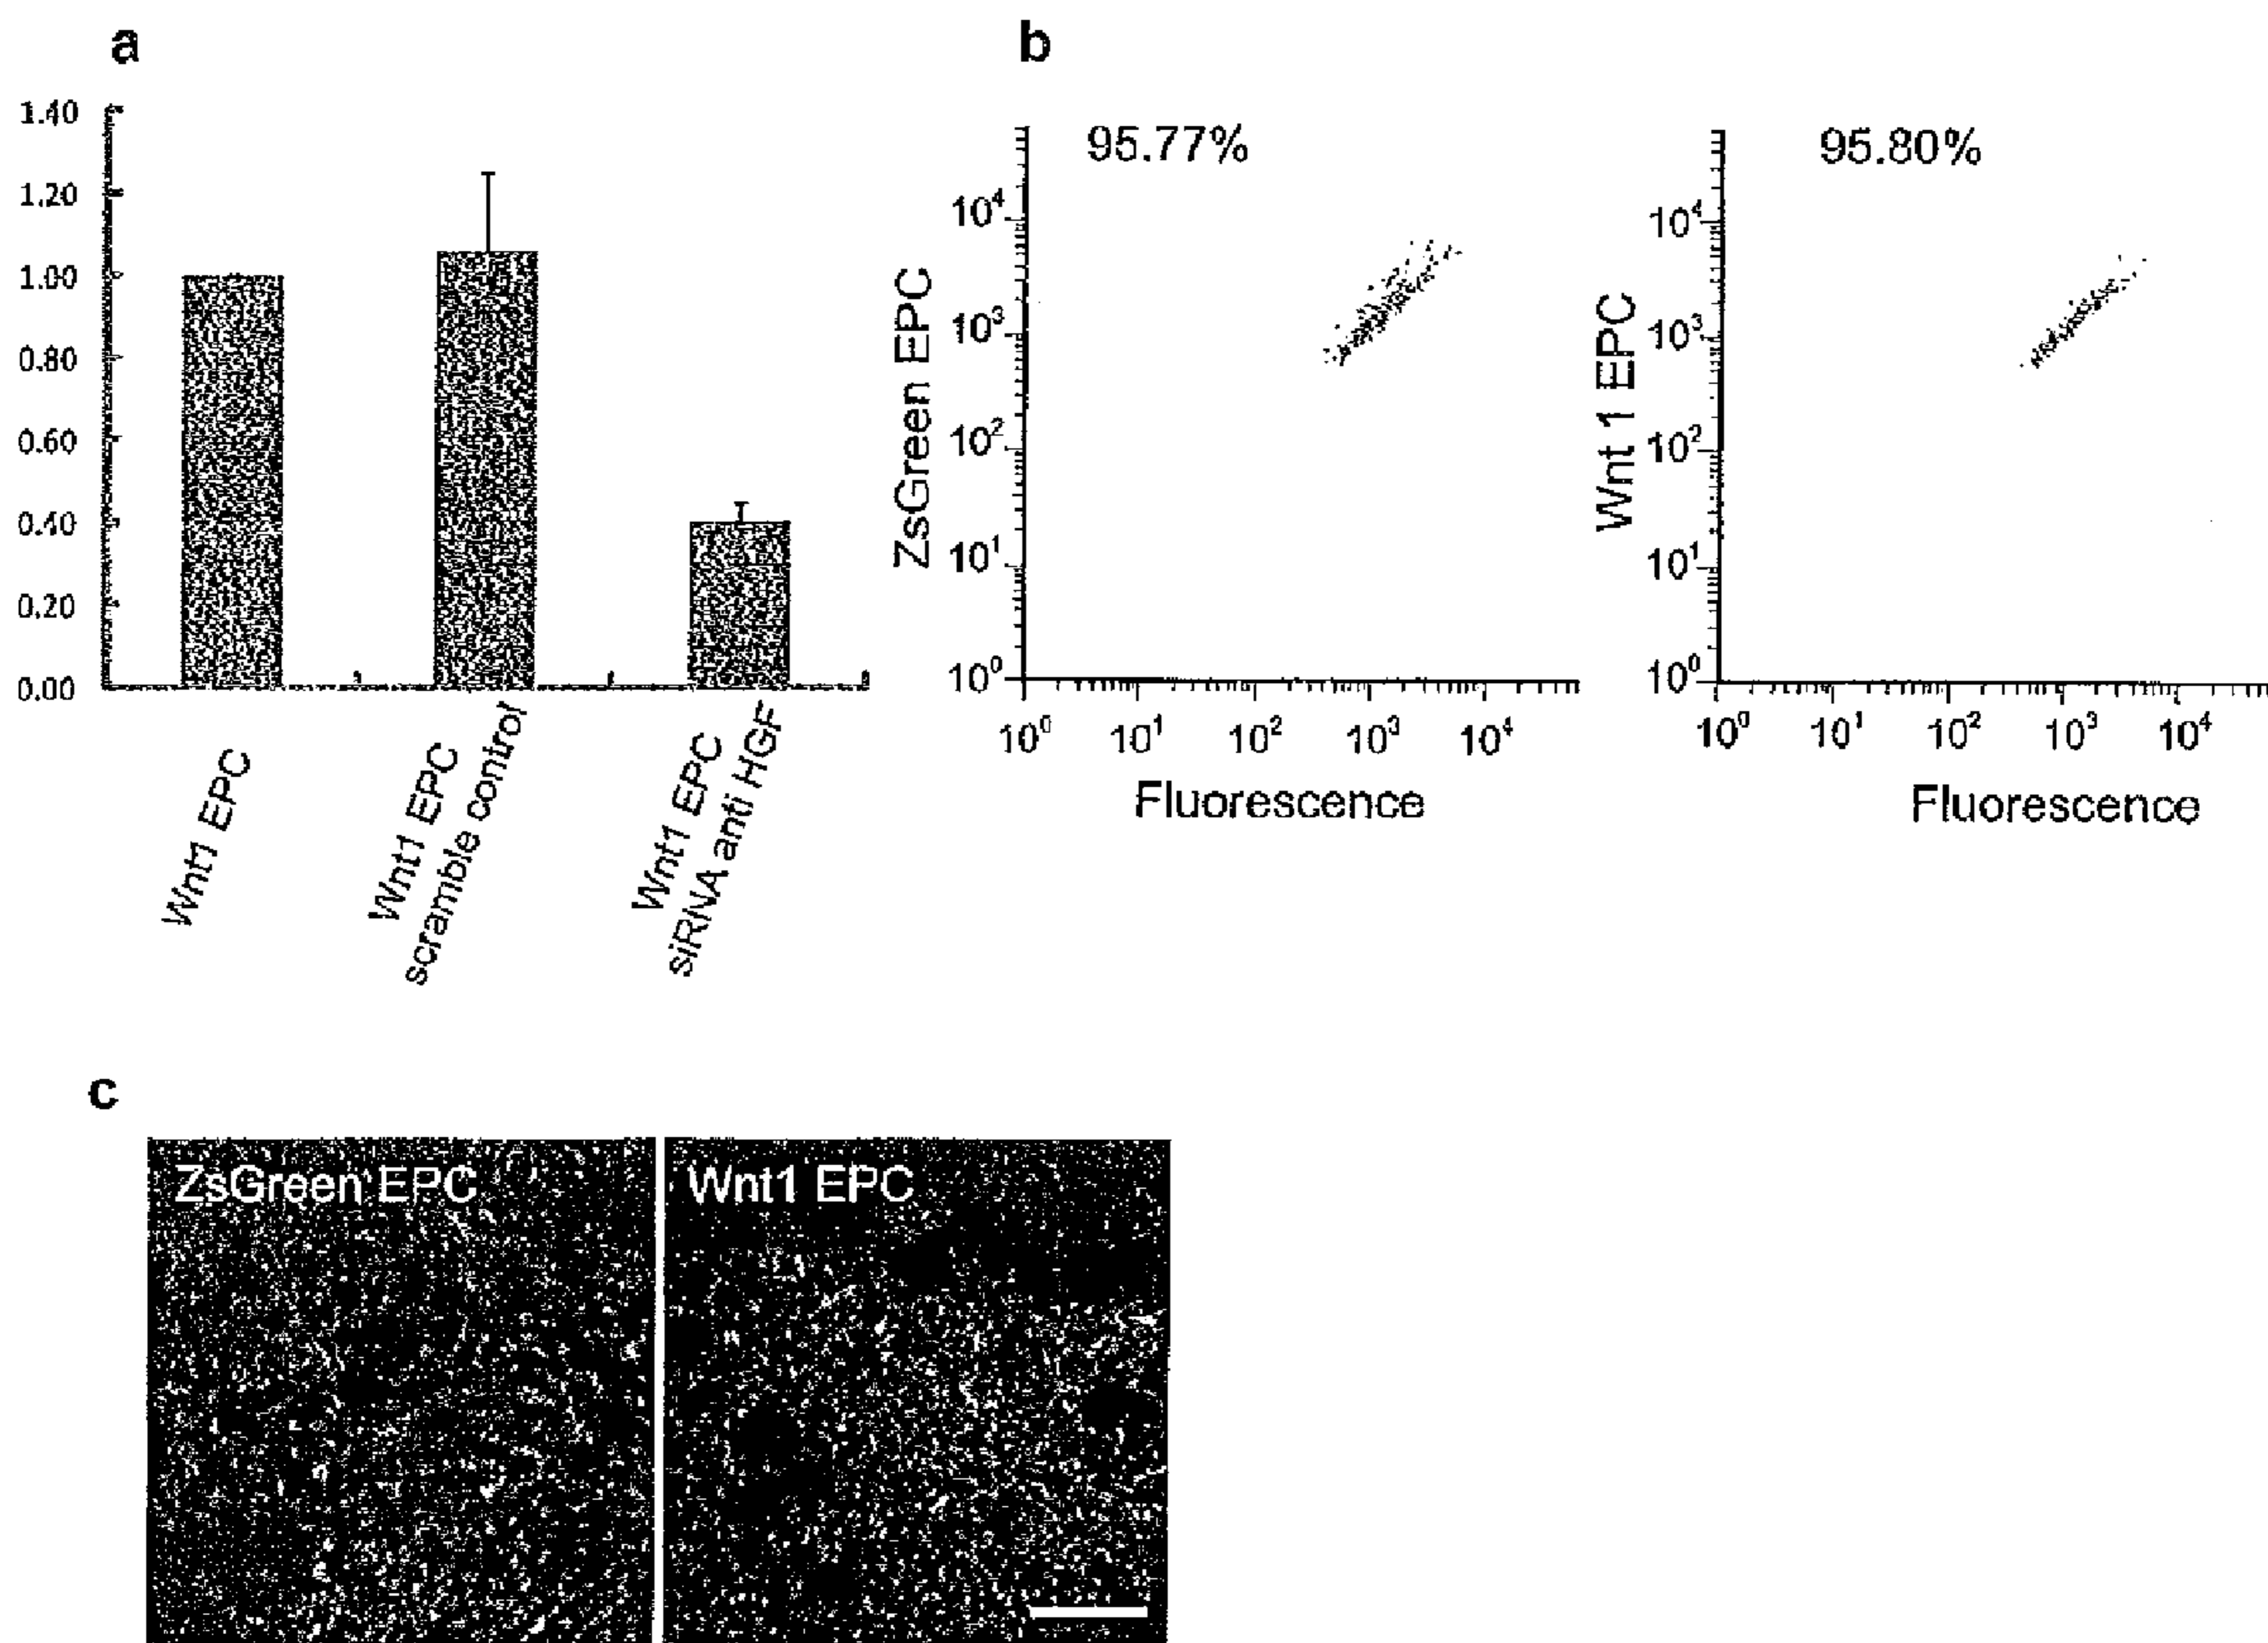 a
1.40
1.20
1.00
0.80
0.60
0.40
0.20
0.00
Wnt1 EPC
Wnt1 EPC
scramble control
Wnt1 EPC
siRNA anti HGF
b
95.77%
ZsGreen EPC
10⁴
10³
10²
10¹
10⁰
10⁰ 10¹ 10² 10³ 10⁴
Fluorescence
95.80%
Wnt 1 EPC
10⁴
10³
10²
10¹
10⁰
10⁰ 10¹ 10² 10³ 10⁴
Fluorescence
c
ZsGreen EPC
Wnt1 EPC